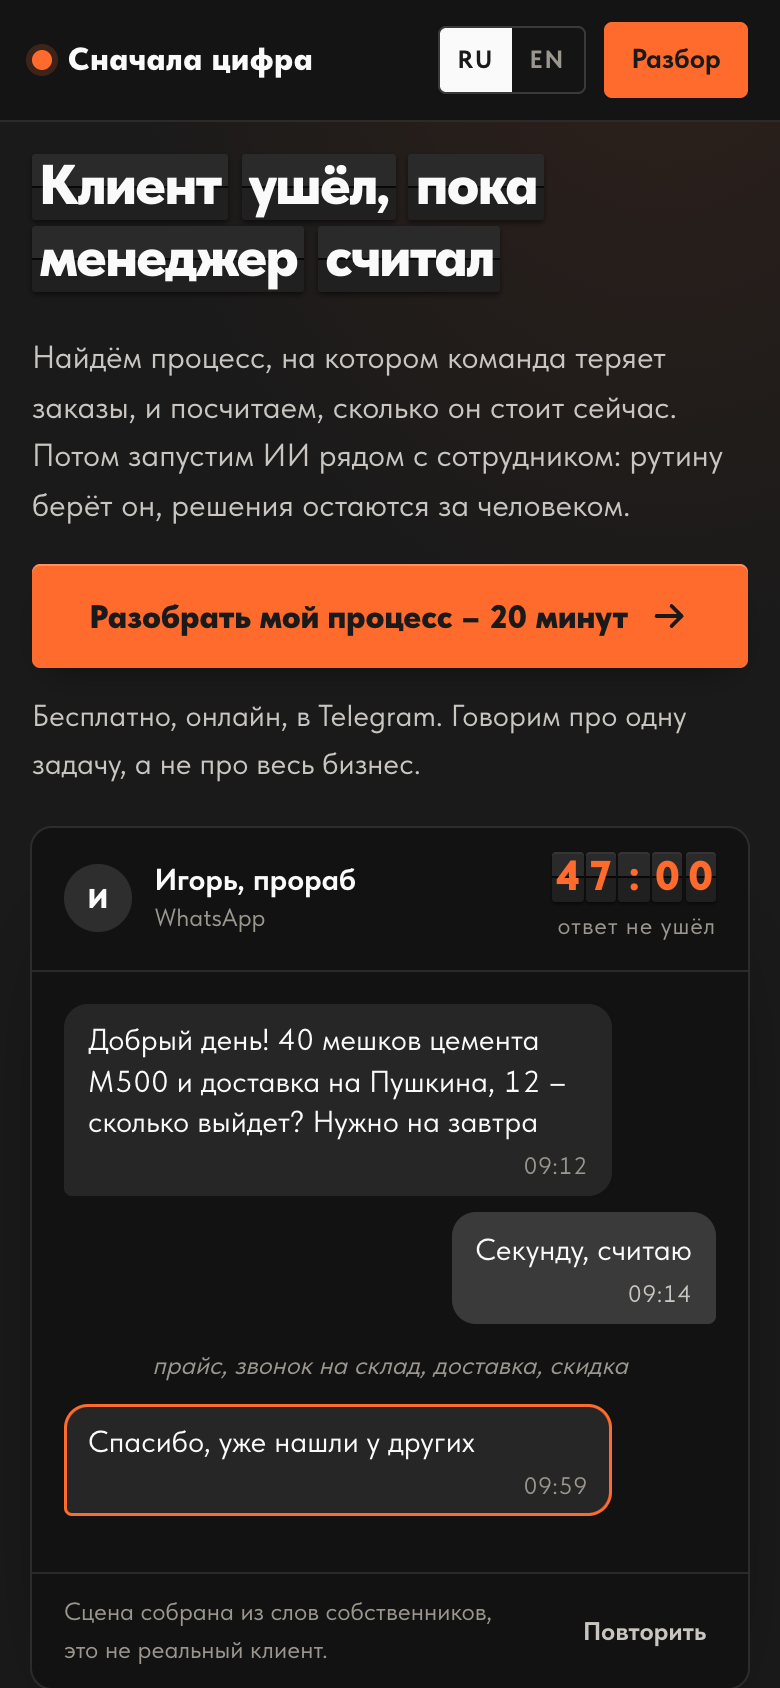 Сначала цифра
RU EN
Разбор
Клиент ушёл, пока
менеджер считал
Найдём процесс, на котором команда теряет
заказы, и посчитаем, сколько он стоит сейчас.
Потом запустим ИИ рядом с сотрудником: рутину
берёт он, решения остаются за человеком.
Разобрать мой процесс – 20 минут →
Бесплатно, онлайн, в Telegram. Говорим про одну
задачу, а не про весь бизнес.
И
Игорь, прораб
WhatsApp
47:00
ответ не ушёл
Добрый день! 40 мешков цемента
М500 и доставка на Пушкина, 12 –
сколько выйдет? Нужно на завтра
09:12
Секунду, считаю
09:14
прайс, звонок на склад, доставка, скидка
Спасибо, уже нашли у других
09:59
Сцена собрана из слов собственников,
это не реальный клиент.
Повторить